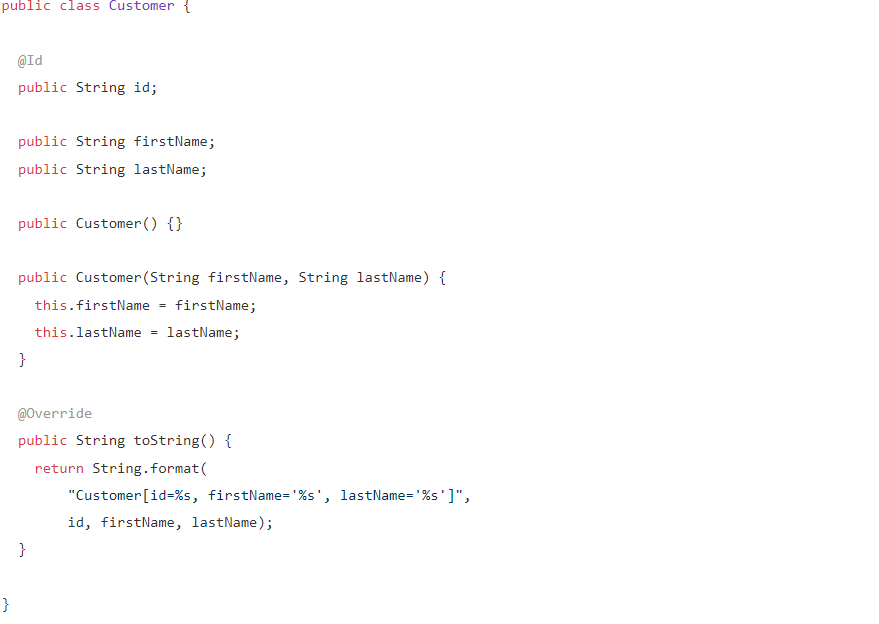 public class Customer {
@Id
public String id;
public String firstName;
public String lastName;
public Customer() {}
public Customer(String firstName, String lastName) {
this.firstName = firstName;
this.lastName = lastName;
}
@Override
public String toString() {
return String.format(
"Customer[id=%s, firstName='%s', lastName='%s']",
id, firstName, lastName);
}
}